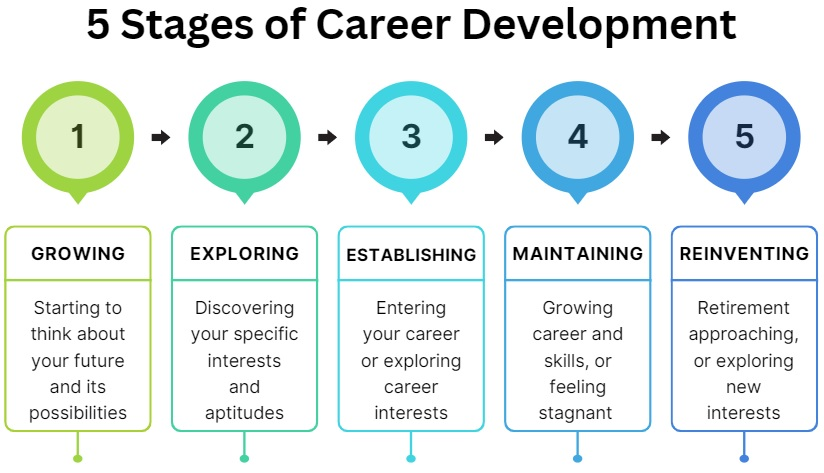 5 Stages of Career Development
1
2
3
4
5
GROWING
Starting to
think about
your future
and its
possibilities
EXPLORING
Discovering
your specific
interests
and
aptitudes
ESTABLISHING
Entering
your career
or exploring
career
interests
MAINTAINING
Growing
career and
skills, or
feeling
stagnant
REINVENTING
Retirement
approaching,
or exploring
new
interests